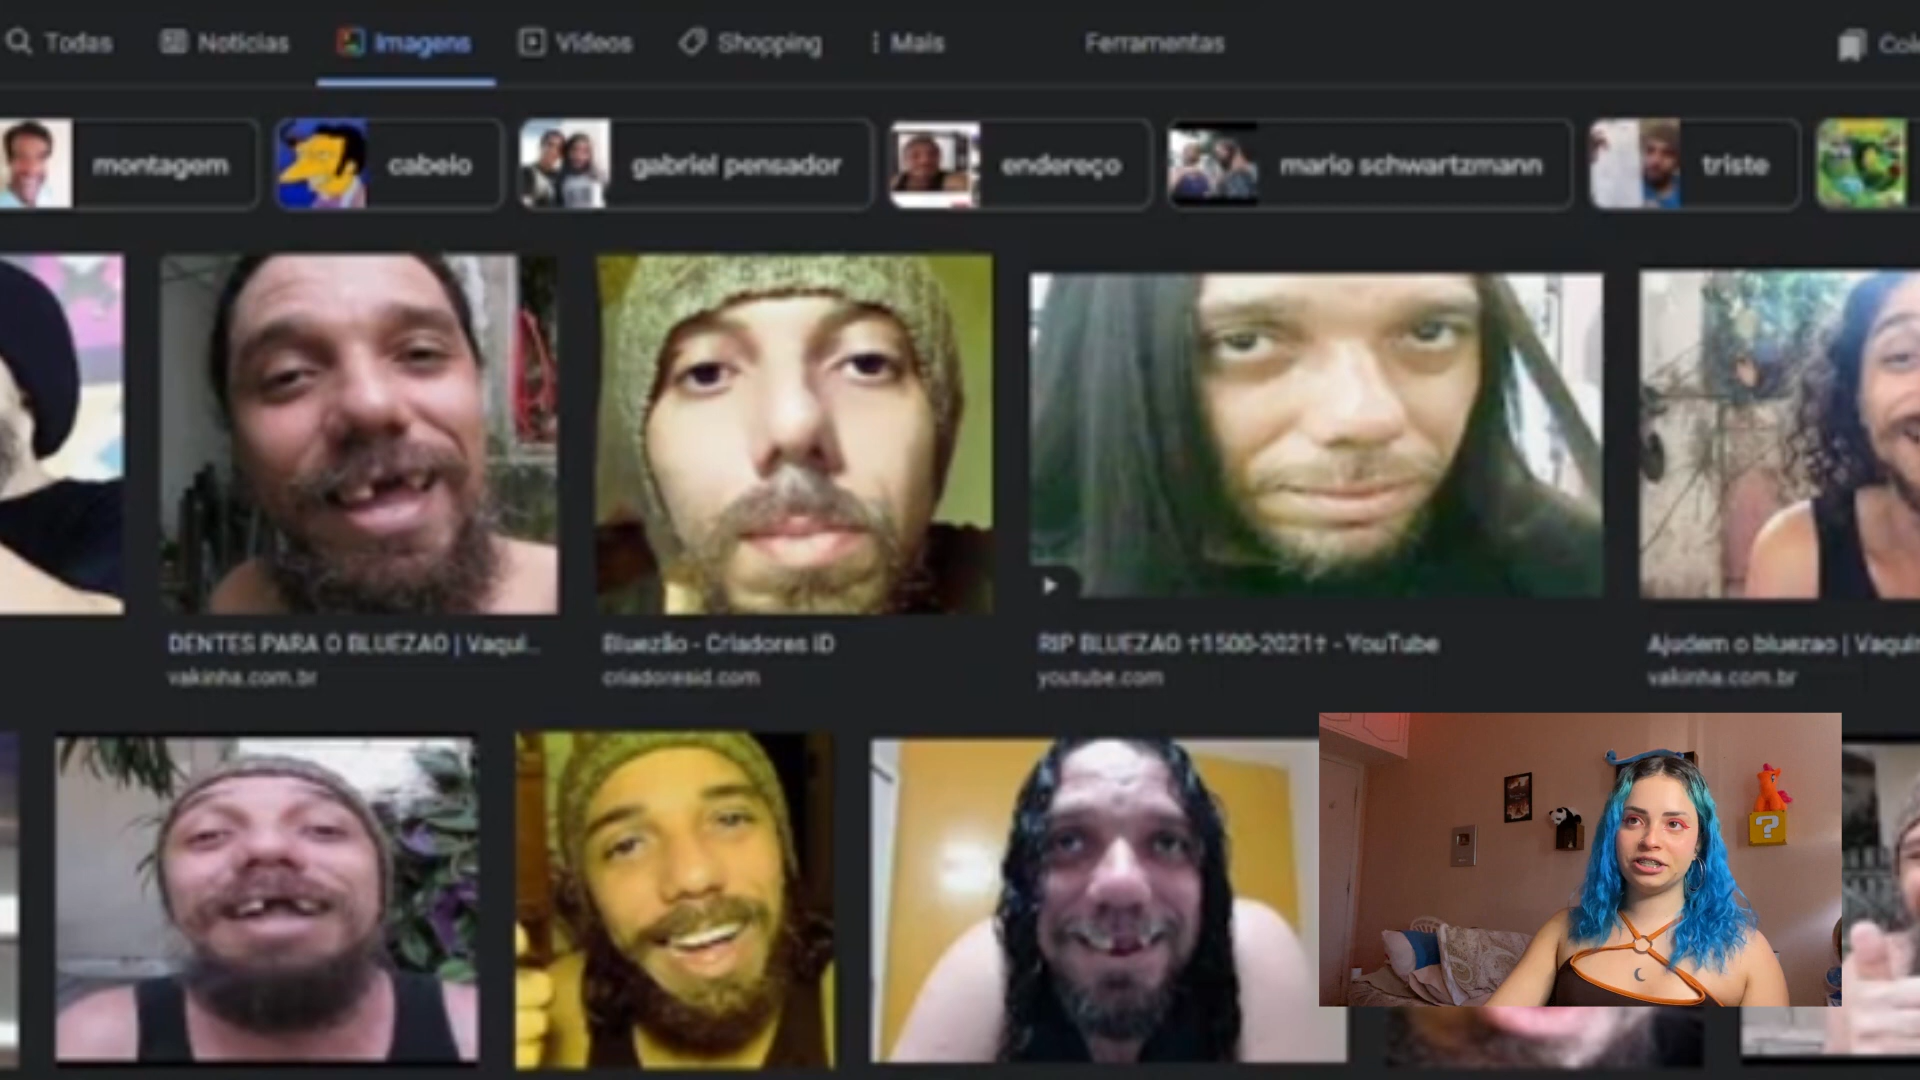 Todas Notícias Imagens Vídeos Shopping Mais Ferramentas
montagem cabelo gabriel pensador endereço mario schwartzmann triste
DENTES PARA O BLUEZAO | Vaqui... Bluezão - Criadores ID RIP BLUEZAO †1500-2021† - YouTube Ajudem o bluezao |
vakinha.com.br criadoresid.com youtube.com vakinha.com.br
?